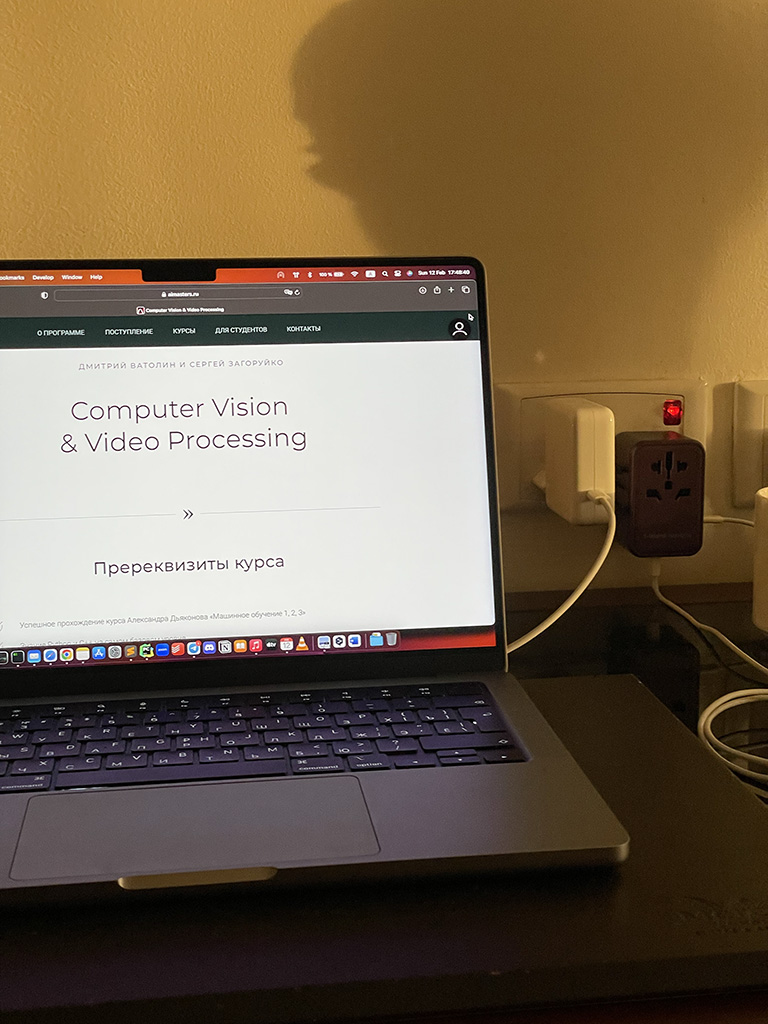 Develop Window Help 100 % Sun 12 Feb 17:48:40
aimasters.ru
Computer Vision & Video Processing
О ПРОГРАММЕ ПОСТУПЛЕНИЕ КУРСЫ ДЛЯ СТУДЕНТОВ КОНТАКТЫ
ДМИТРИЙ ВАТОЛИН И СЕРГЕЙ ЗАГОРУЙКО
Computer Vision
& Video Processing
Пререквизиты курса
Успешное прохождение курса Александра Дьяконова «Машинное обучение 1, 2, 3»
command option